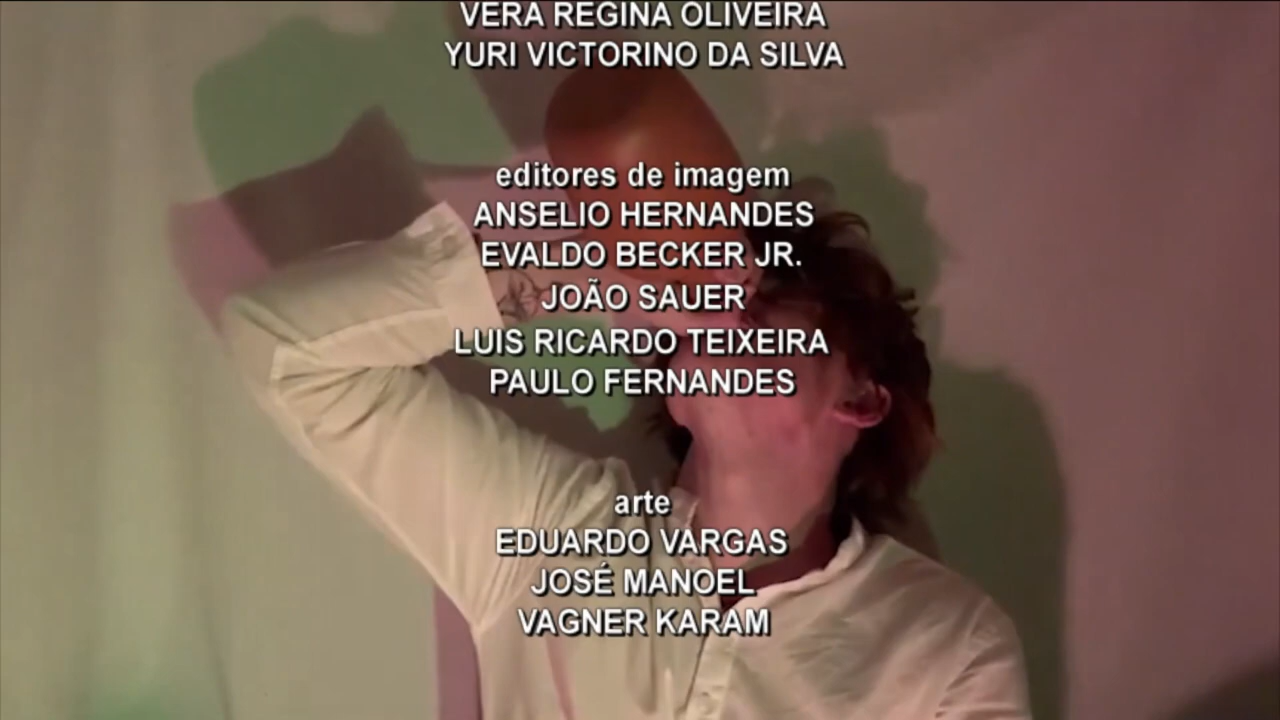 VERA REGINA OLIVEIRA
YURI VICTORINO DA SILVA
editores de imagem
ANSELIO HERNANDES
EVALDO BECKER JR.
JOÃO SAUER
LUIS RICARDO TEIXEIRA
PAULO FERNANDES
arte
EDUARDO VARGAS
JOSÉ MANOEL
VAGNER KARAM